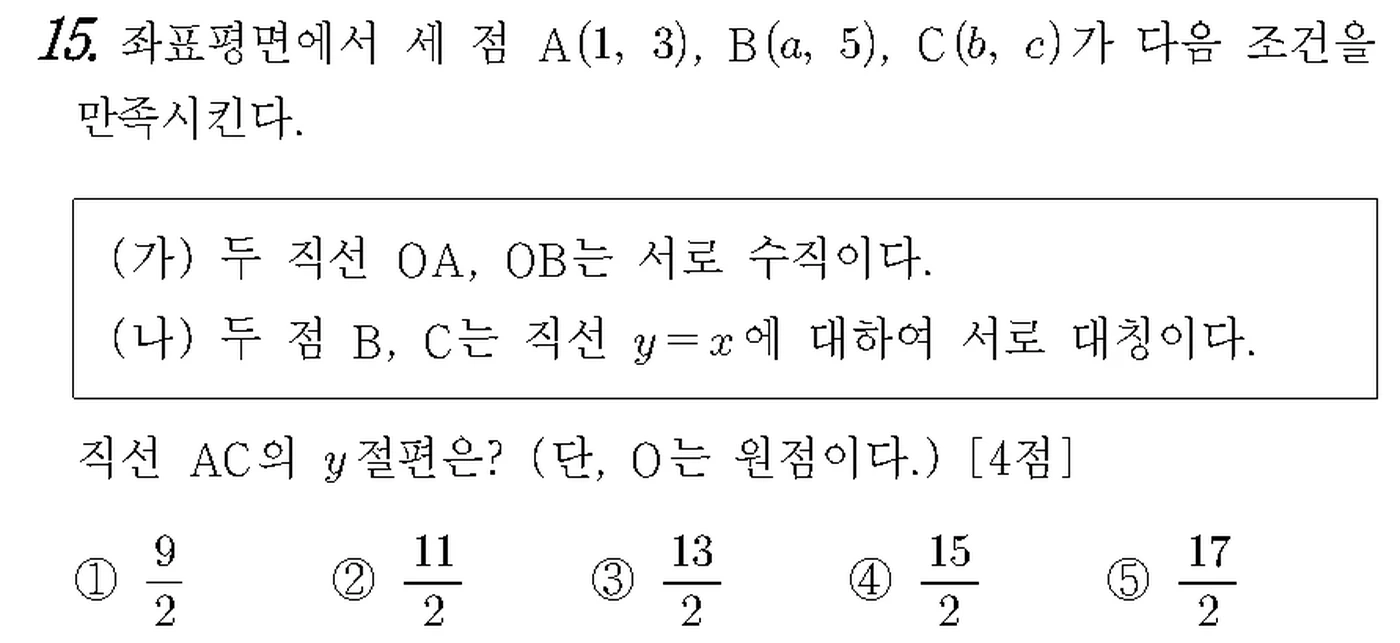 15. 좌표평면에서 세 점 A(1, 3), B(a, 5), C(b, c)가 다음 조건을
만족시킨다.
(가) 두 직선 OA, OB는 서로 수직이다.
(나) 두 점 B, C는 직선 y=x에 대하여 서로 대칭이다.
직선 AC의 y절편은? (단, O는 원점이다.) [4점]
① 9/2 ② 11/2 ③ 13/2 ④ 15/2 ⑤ 17/2